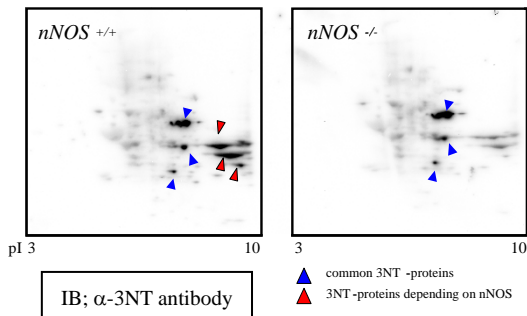 nNOS +/+
nNOS -/-
pI 3 10
3 10
IB; α-3NT antibody
common 3NT -proteins
3NT -proteins depending on nNOS